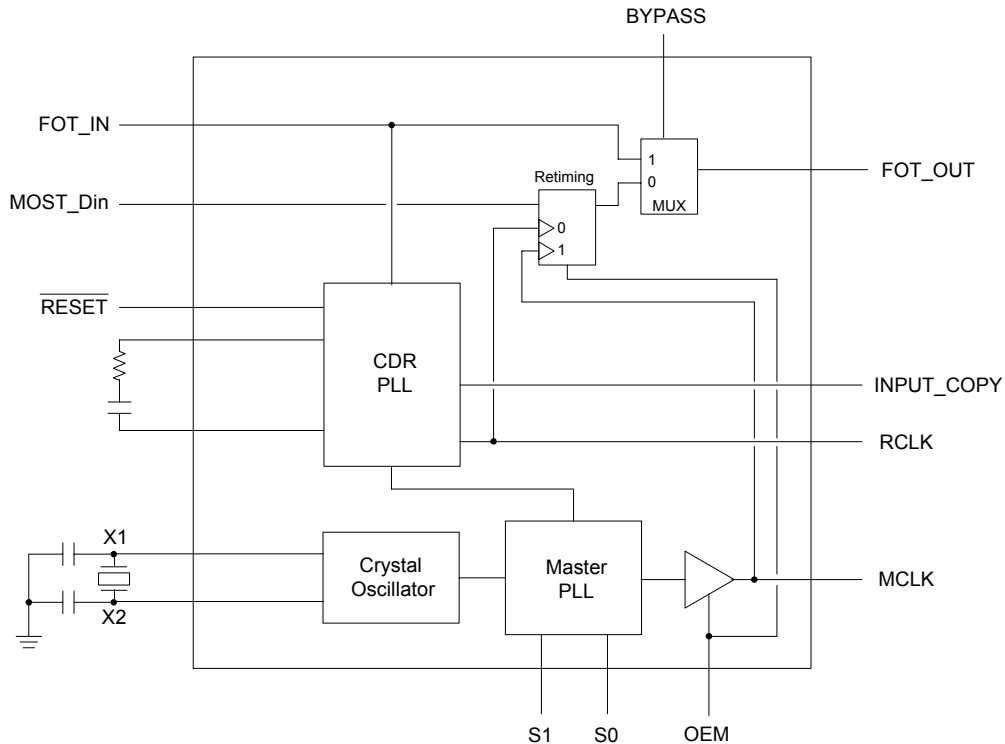 BYPASS
FOT_IN
1
FOT_OUT
Retiming
0
MOST_Din
MUX
0
1
RESET
CDR
PLL
INPUT_COPY
RCLK
X1
Crystal
Oscillator
Master
PLL
MCLK
X2
S1
S0
OEM